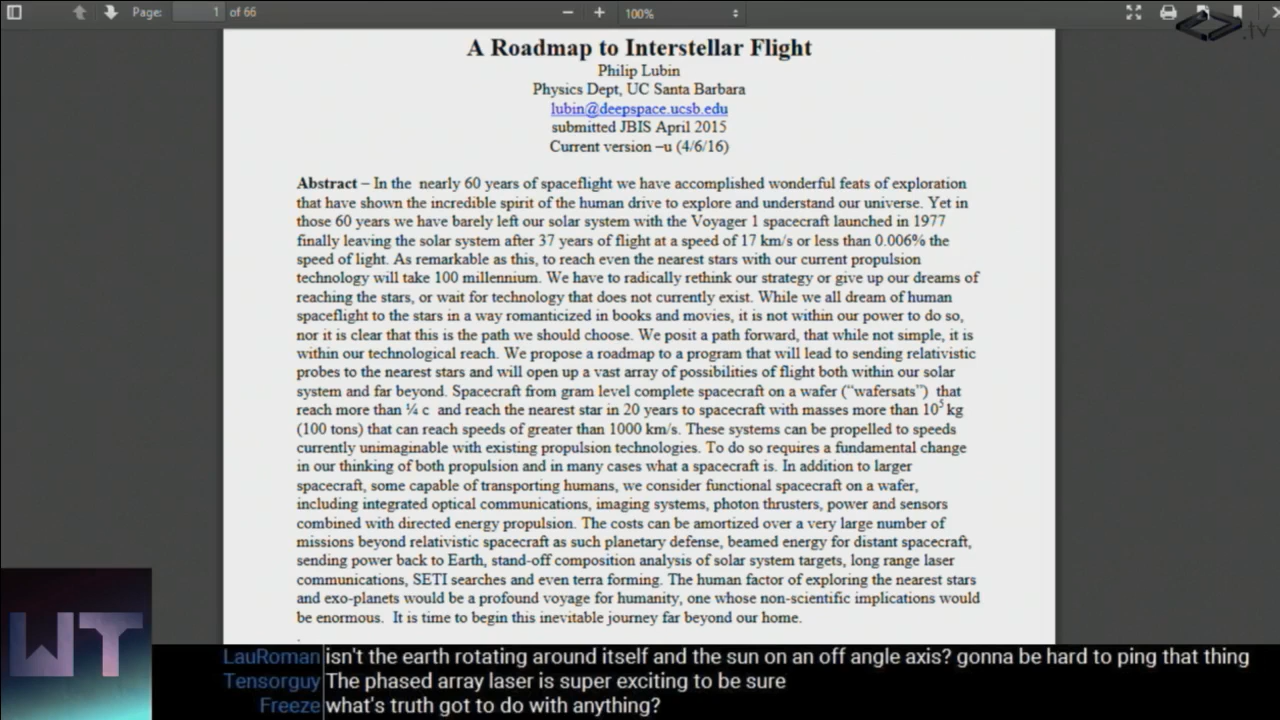 Page: 1 of 66 100%
.tv
A Roadmap to Interstellar Flight
Philip Lubin
Physics Dept, UC Santa Barbara
lubin@deepspace.ucsb.edu
submitted JBIS April 2015
Current version –u (4/6/16)
Abstract – In the nearly 60 years of spaceflight we have accomplished wonderful feats of exploration
that have shown the incredible spirit of the human drive to explore and understand our universe. Yet in
those 60 years we have barely left our solar system with the Voyager 1 spacecraft launched in 1977
finally leaving the solar system after 37 years of flight at a speed of 17 km/s or less than 0.006% the
speed of light. As remarkable as this, to reach even the nearest stars with our current propulsion
technology will take 100 millennium. We have to radically rethink our strategy or give up our dreams of
reaching the stars, or wait for technology that does not currently exist. While we all dream of human
spaceflight to the stars in a way romanticized in books and movies, it is not within our power to do so,
nor it is clear that this is the path we should choose. We posit a path forward, that while not simple, it is
within our technological reach. We propose a roadmap to a program that will lead to sending relativistic
probes to the nearest stars and will open up a vast array of possibilities of flight both within our solar
system and far beyond. Spacecraft from gram level complete spacecraft on a wafer (“wafersats”) that
reach more than ¼ c and reach the nearest star in 20 years to spacecraft with masses more than 10⁵ kg
(100 tons) that can reach speeds of greater than 1000 km/s. These systems can be propelled to speeds
currently unimaginable with existing propulsion technologies. To do so requires a fundamental change
in our thinking of both propulsion and in many cases what a spacecraft is. In addition to larger
spacecraft, some capable of transporting humans, we consider functional spacecraft on a wafer,
including integrated optical communications, imaging systems, photon thrusters, power and sensors
combined with directed energy propulsion. The costs can be amortized over a very large number of
missions beyond relativistic spacecraft as such planetary defense, beamed energy for distant spacecraft,
sending power back to Earth, stand-off composition analysis of solar system targets, long range laser
communications, SETI searches and even terra forming. The human factor of exploring the nearest stars
and exo-planets would be a profound voyage for humanity, one whose non-scientific implications would
be enormous. It is time to begin this inevitable journey far beyond our home.
.
WT
LauRoman isn't the earth rotating around itself and the sun on an off angle axis? gonna be hard to ping that thing
Tensorguy The phased array laser is super exciting to be sure
Freeze what's truth got to do with anything?